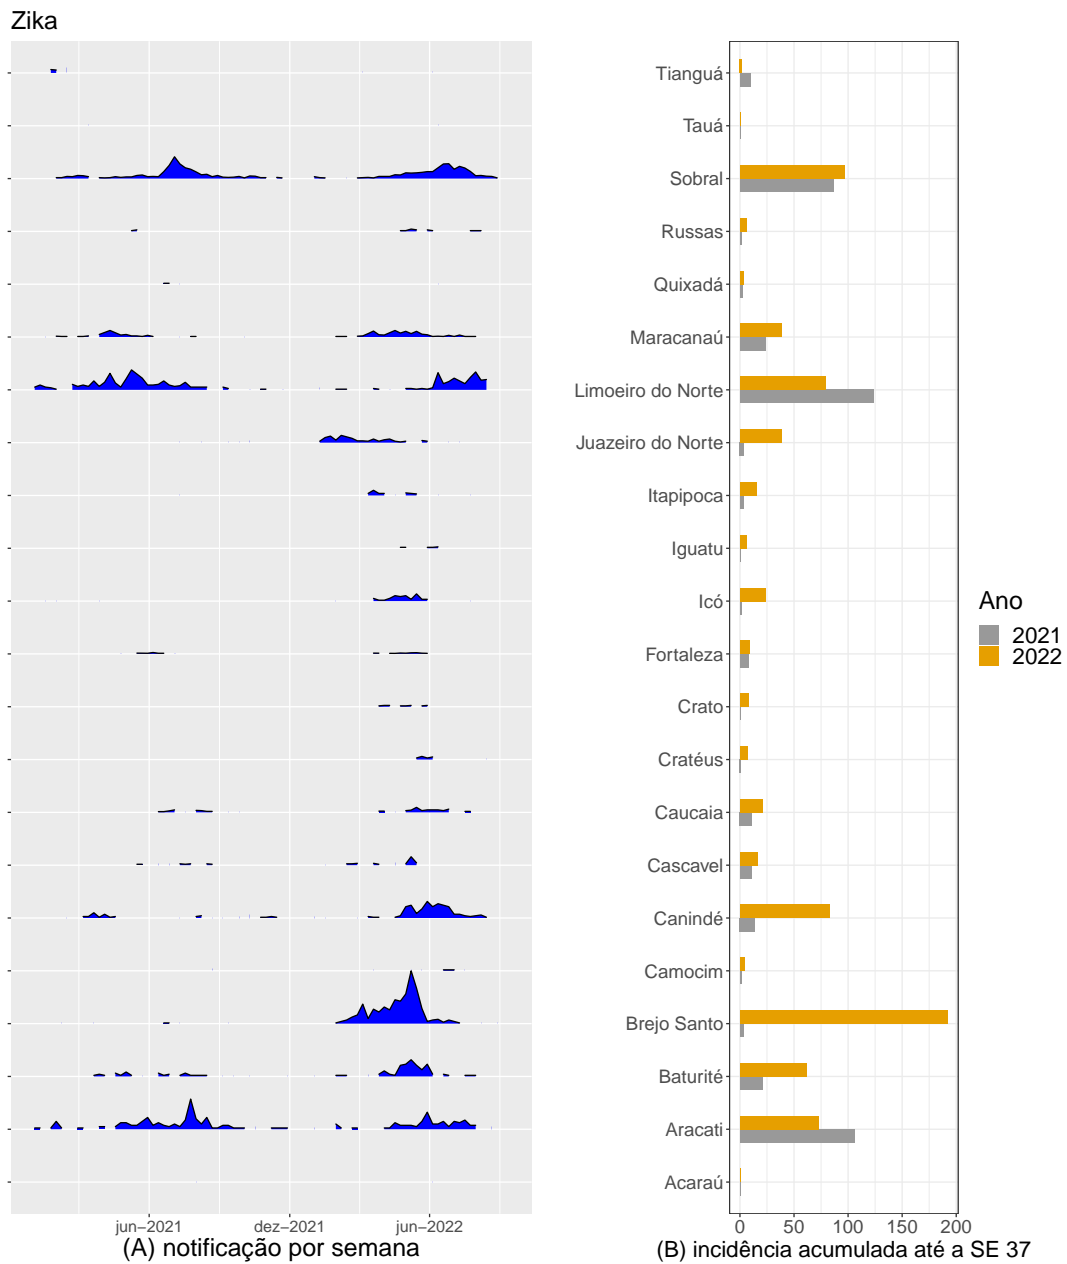 Zika
Tianguá
Tauá
Sobral
Russas
Quixadá
Maracanaú
Limoeiro do Norte
Juazeiro do Norte
Itapipoca
Iguatu
Icó
Fortaleza
Crato
Cratéus
Caucaia
Cascavel
Canindé
Camocim
Brejo Santo
Baturité
Aracati
Acaraú
Ano
2021
2022
jun–2021 dez–2021 jun–2022
0 50 100 150 200
(A) notificação por semana
(B) incidência acumulada até a SE 37